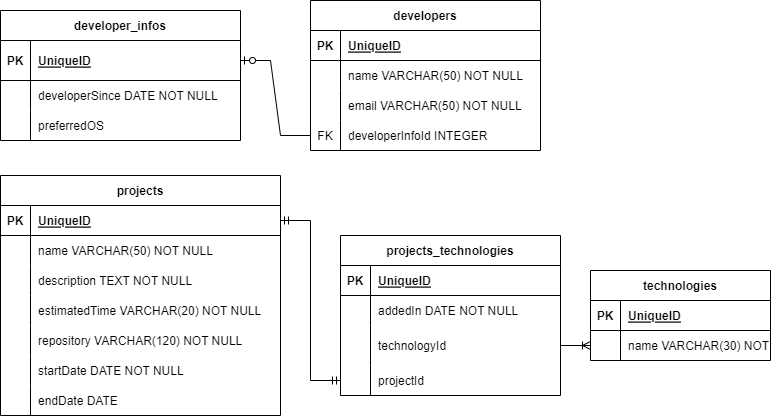 developer_infos
PK UniqueID
developerSince DATE NOT NULL
preferredOS
developers
PK UniqueID
name VARCHAR(50) NOT NULL
email VARCHAR(50) NOT NULL
FK developerInfoId INTEGER
projects
PK UniqueID
name VARCHAR(50) NOT NULL
description TEXT NOT NULL
estimatedTime VARCHAR(20) NOT NULL
repository VARCHAR(120) NOT NULL
startDate DATE NOT NULL
endDate DATE
projects_technologies
PK UniqueID
addedIn DATE NOT NULL
technologyId
projectId
technologies
PK UniqueID
name VARCHAR(30) NOT